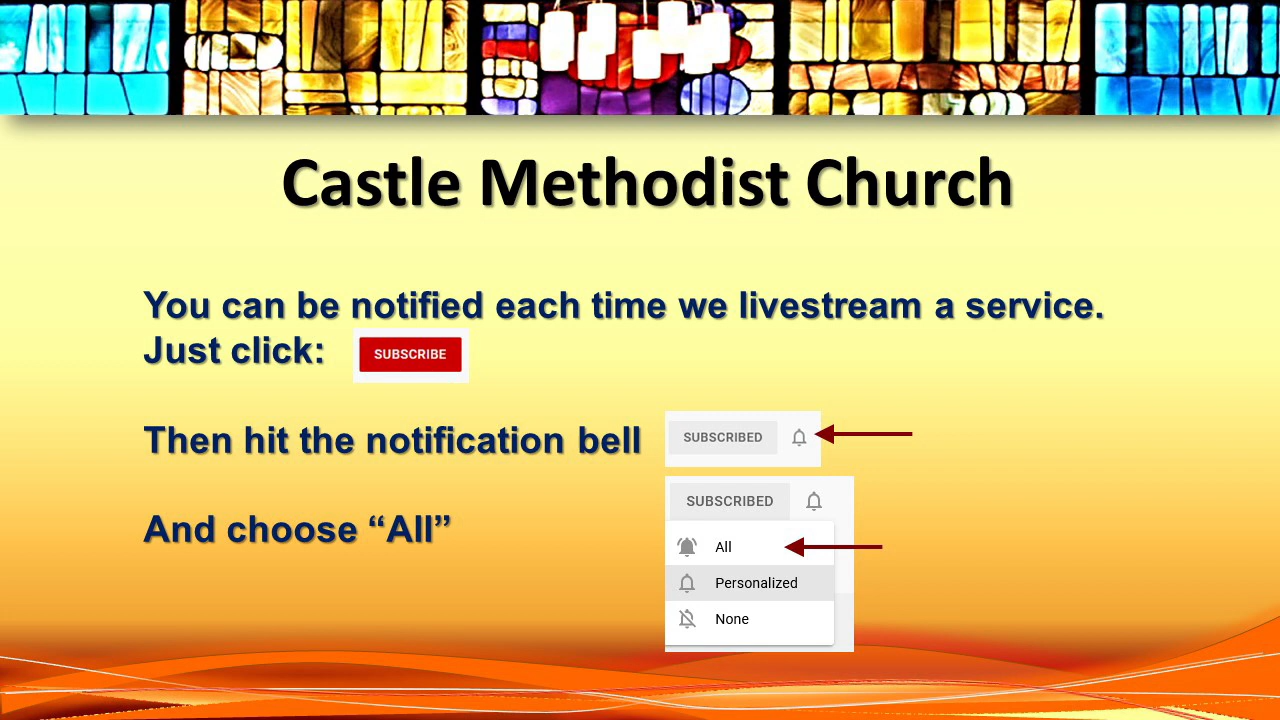 Castle Methodist Church
You can be notified each time we livestream a service.
Just click: SUBSCRIBE
Then hit the notification bell SUBSCRIBED
SUBSCRIBED
And choose “All”
All
Personalized
None